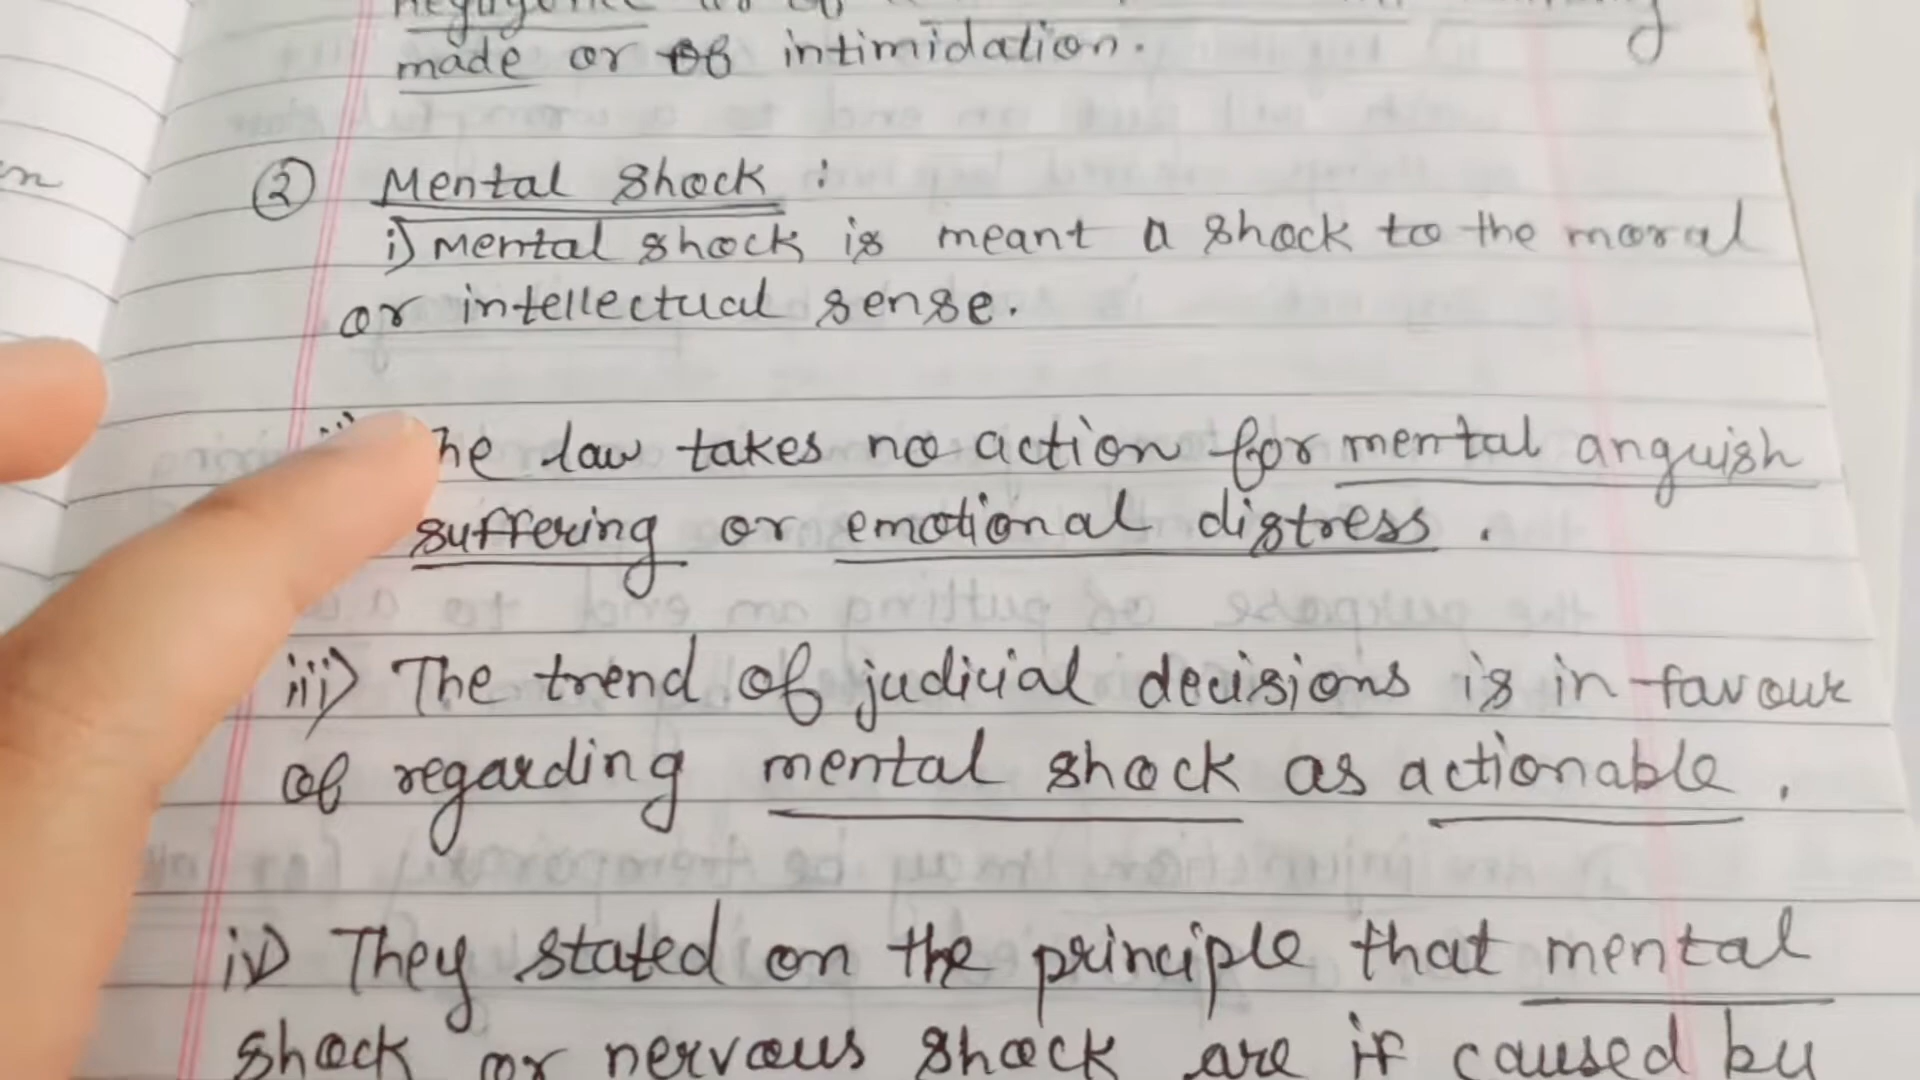 made or of intimidation.
② Mental Shock :
i) Mental shock is meant a shock to the moral
or intellectual sense.
he law takes no action for mental anguish
suffering or emotional distress.
iii) The trend of judicial decisions is in favour
of regarding mental shock as actionable.
iv) They stated on the principle that mental
shock or nervous shock are if caused by